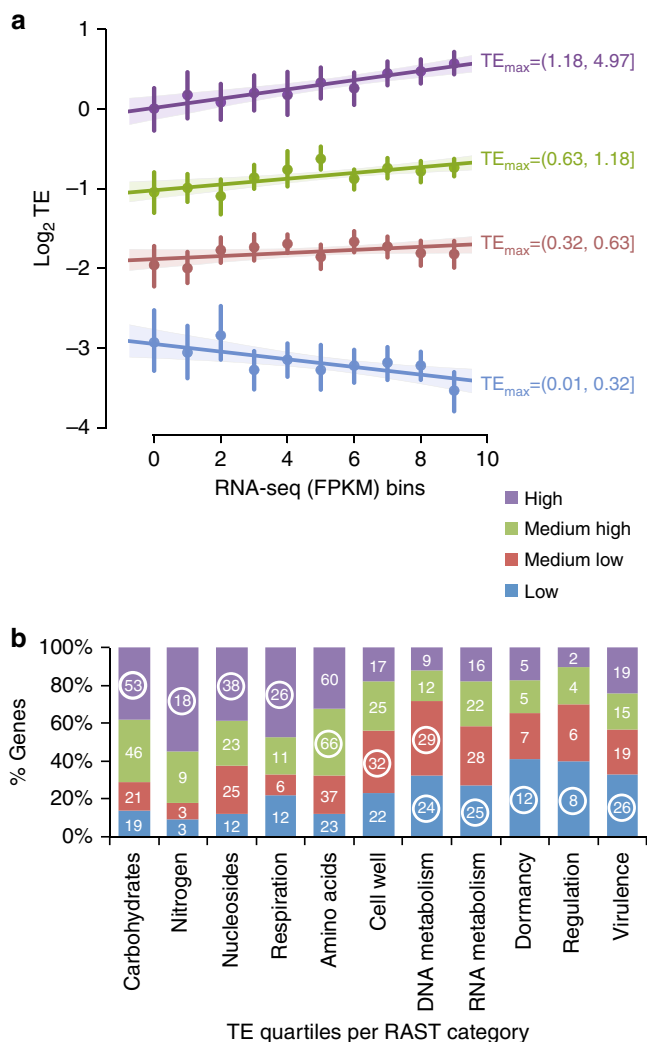 a
1
0
−1
−2
−3
−4
Log2 TE
TEmax=(1.18, 4.97]
TEmax=(0.63, 1.18]
TEmax=(0.32, 0.63]
TEmax=(0.01, 0.32]
0 2 4 6 8 10
RNA-seq (FPKM) bins
High
Medium high
Medium low
Low
b
100%
80%
60%
40%
20%
0%
% Genes
53 18 38 26 60 17 9 16 5 2 19
46 9 23 11 66 25 12 22 5 4 15
21 3 25 6 37 32 29 28 7 6 19
19 3 12 12 23 22 24 25 12 8 26
Carbohydrates
Nitrogen
Nucleosides
Respiration
Amino acids
Cell well
DNA metabolism
RNA metabolism
Dormancy
Regulation
Virulence
TE quartiles per RAST category